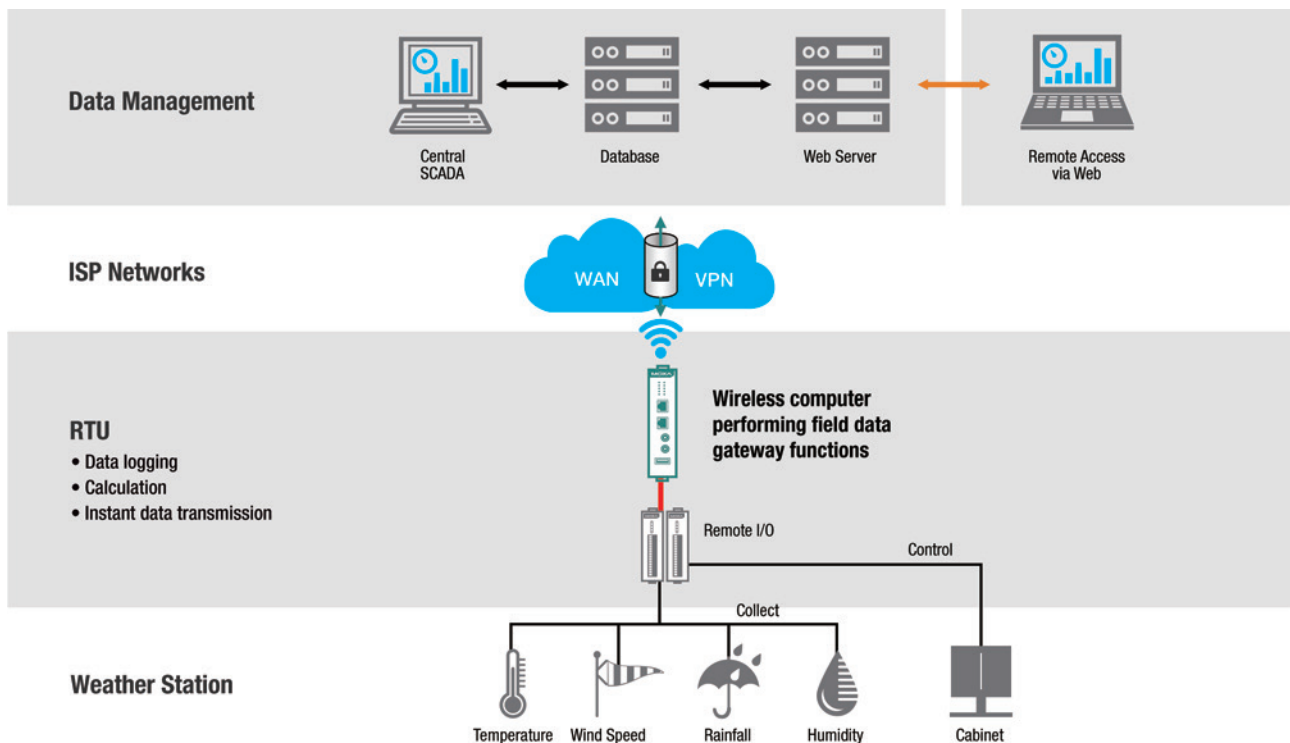 Data Management
Central
SCADA
Database
Web Server
Remote Access
via Web
ISP Networks
WAN
VPN
MOXA
RTU
• Data logging
• Calculation
• Instant data transmission
Wireless computer
performing field data
gateway functions
Remote I/O
Control
Collect
Weather Station
Temperature
Wind Speed
Rainfall
Humidity
Cabinet